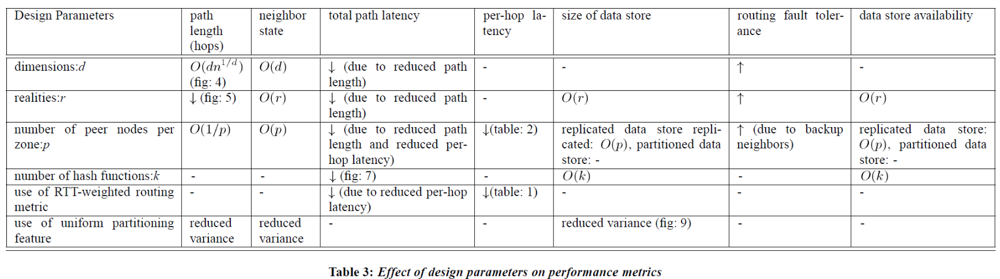 Design Parameters
path length (hops)
neighbor state
total path latency
per-hop la-
tency
size of data store
routing fault toler-
ance
data store availability
dimensions:d
O(dn^{1/d})
(fig: 4)
O(d)
↓ (due to reduced path
length)
-
-
↑
-
realities:r
↓ (fig: 5)
O(r)
↓ (due to reduced path
length)
-
O(r)
↑
O(r)
number of peer nodes per
zone:p
O(1/p)
O(p)
↓ (due to reduced path
length and reduced per-
hop latency)
↓(table: 2)
replicated data store repli-
cated: O(p), partitioned data
store: -
↑ (due to backup
neighbors)
replicated data store:
O(p), partitioned data
store: -
number of hash functions:k
-
-
↓ (fig: 7)
-
O(k)
-
O(k)
use of RTT-weighted routing
metric
-
-
↓ (due to reduced per-hop
latency)
↓(table: 1)
-
-
-
use of uniform partitioning
feature
reduced
variance
reduced
variance
-
-
reduced variance (fig: 9)
-
-
Table 3: Effect of design parameters on performance metrics